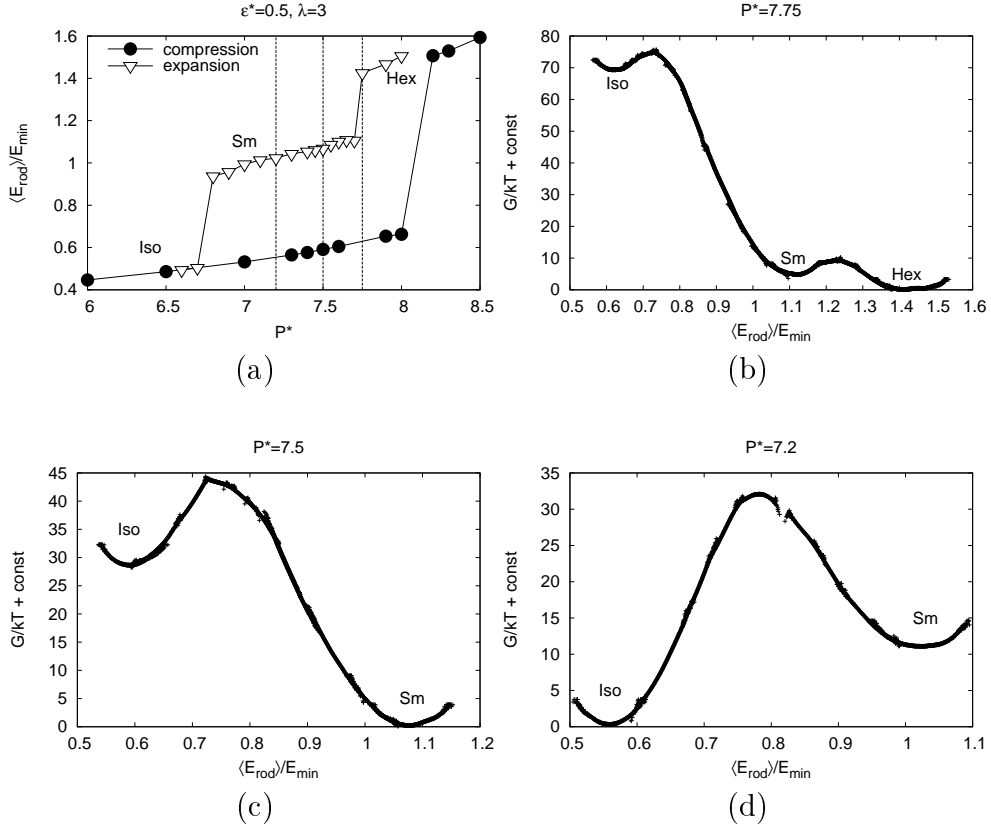 ε*=0.5, λ=3
1.6
1.4
1.2
1
0.8
0.6
0.4
⟨E_rod⟩/E_min
compression
expansion
Hex
Sm
Iso
6 6.5 7 7.5 8 8.5
P*
(a)
P*=7.75
80
70
60
50
40
30
20
10
0
G/kT + const
Iso
Sm
Hex
0.5 0.6 0.7 0.8 0.9 1 1.1 1.2 1.3 1.4 1.5 1.6
⟨E_rod⟩/E_min
(b)
P*=7.5
45
40
35
30
25
20
15
10
5
0
G/kT + const
Iso
Sm
0.5 0.6 0.7 0.8 0.9 1 1.1 1.2
⟨E_rod⟩/E_min
(c)
P*=7.2
35
30
25
20
15
10
5
0
G/kT + const
Iso
Sm
0.5 0.6 0.7 0.8 0.9 1 1.1
⟨E_rod⟩/E_min
(d)